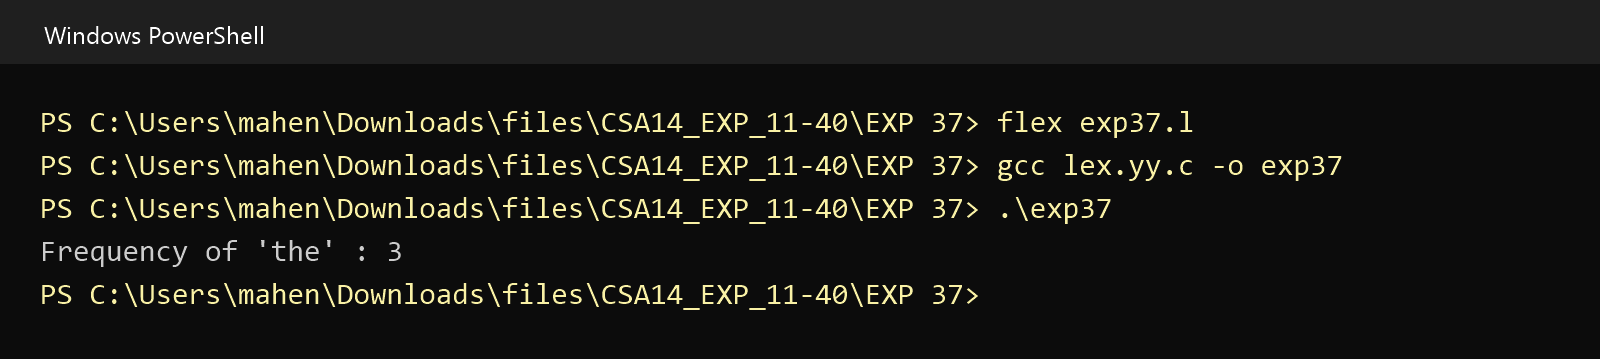 Windows PowerShell
PS C:\Users\mahen\Downloads\files\CSA14_EXP_11-40\EXP 37> flex exp37.l
PS C:\Users\mahen\Downloads\files\CSA14_EXP_11-40\EXP 37> gcc lex.yy.c -o exp37
PS C:\Users\mahen\Downloads\files\CSA14_EXP_11-40\EXP 37> .\exp37
Frequency of 'the' : 3
PS C:\Users\mahen\Downloads\files\CSA14_EXP_11-40\EXP 37>